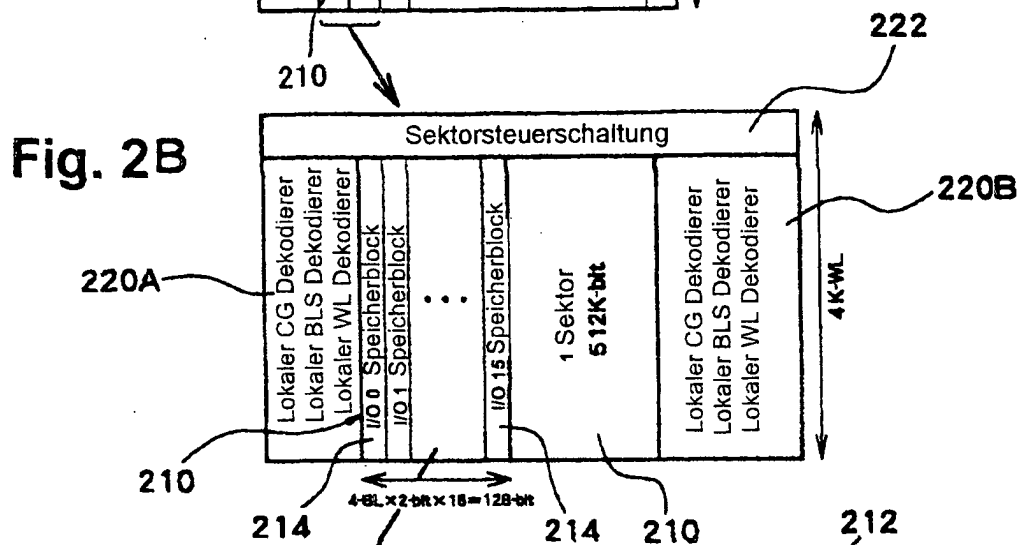 210
222
Fig. 2B
Sektorsteuerschaltung
220A
Lokaler CG Dekodierer
Lokaler BLS Dekodierer
Lokaler WL Dekodierer
I/O 0 Speicherblock
I/O 1 Speicherblock
• • •
I/O 15 Speicherblock
1 Sektor
512K-bit
Lokaler CG Dekodierer
Lokaler BLS Dekodierer
Lokaler WL Dekodierer
220B
4K-WL
210
214
4-BL×2-bit×16=128-bit
214
210
212